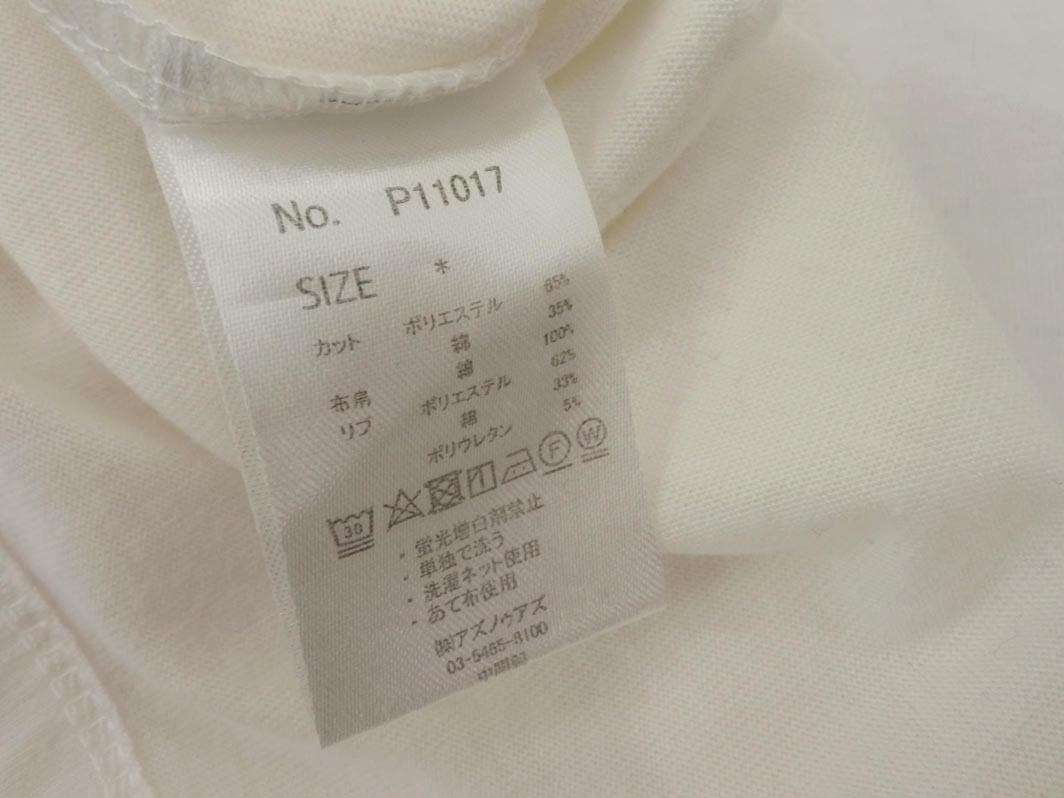 No. P11017
SIZE *
カット ポリエステル 65%
綿 35%
綿 100%
布帛 ポリエステル 62%
リブ 綿 33%
ポリウレタン 5%
30 F W
・蛍光増白剤禁止
・単独で洗う
・洗濯ネット使用
・あて布使用
㈱アズノゥアズ
03-5465-8100
中国製